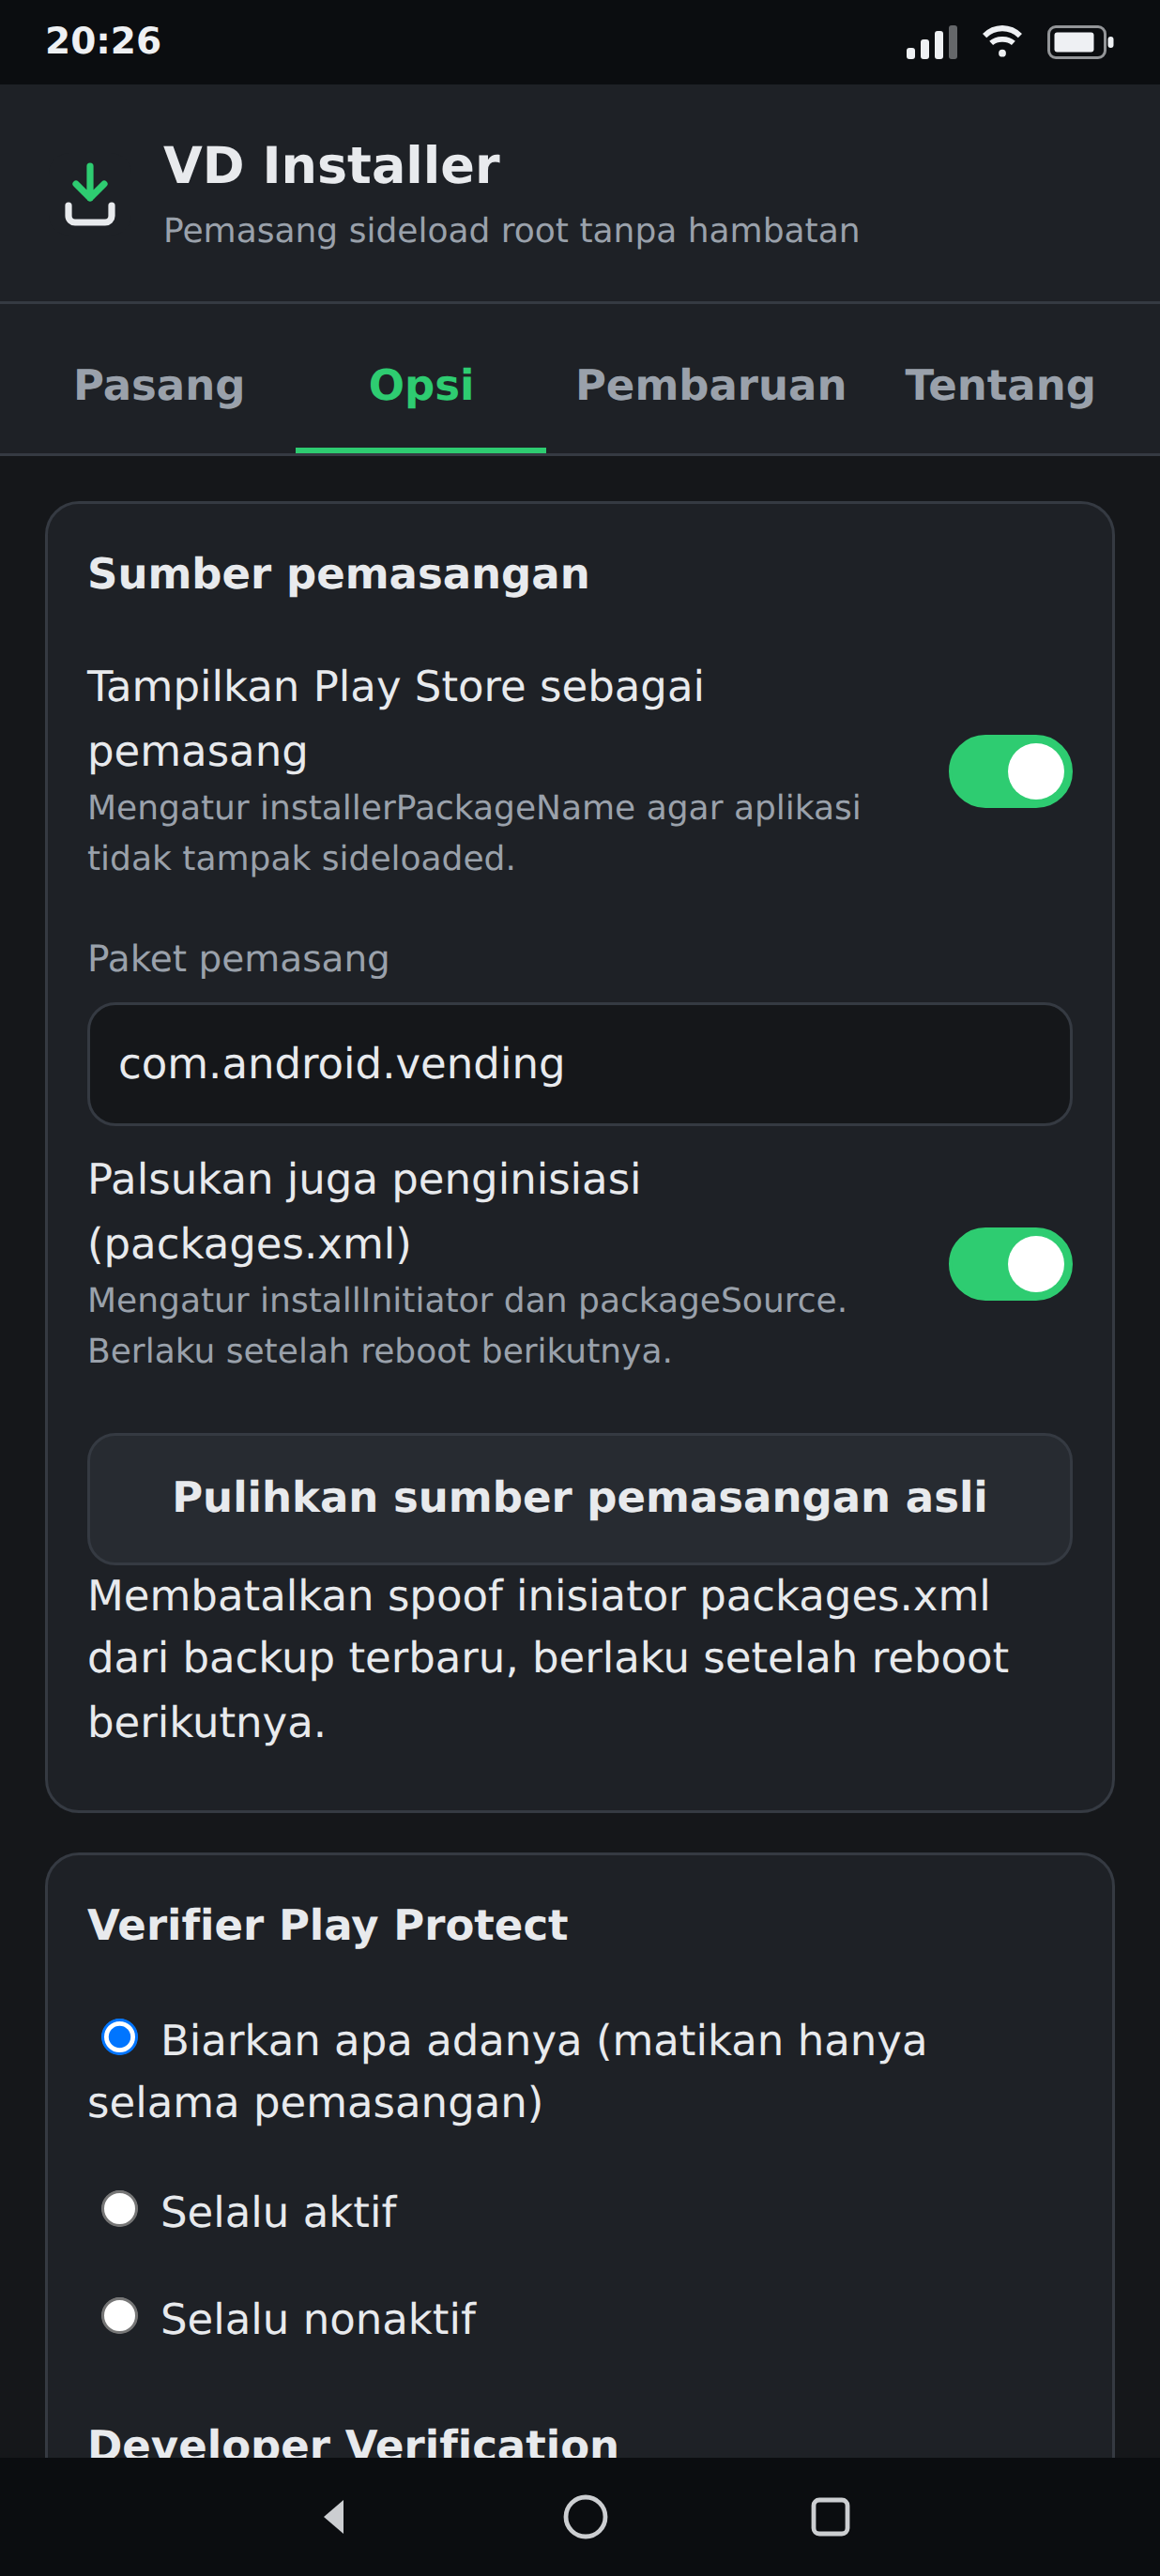 20:26
VD Installer
Pemasang sideload root tanpa hambatan
Pasang
Opsi
Pembaruan
Tentang
Sumber pemasangan
Tampilkan Play Store sebagai
pemasang
Mengatur installerPackageName agar aplikasi
tidak tampak sideloaded.
Paket pemasang
com.android.vending
Palsukan juga penginisiasi
(packages.xml)
Mengatur installInitiator dan packageSource.
Berlaku setelah reboot berikutnya.
Pulihkan sumber pemasangan asli
Membatalkan spoof inisiator packages.xml
dari backup terbaru, berlaku setelah reboot
berikutnya.
Verifier Play Protect
Biarkan apa adanya (matikan hanya
selama pemasangan)
Selalu aktif
Selalu nonaktif
Developer Verification